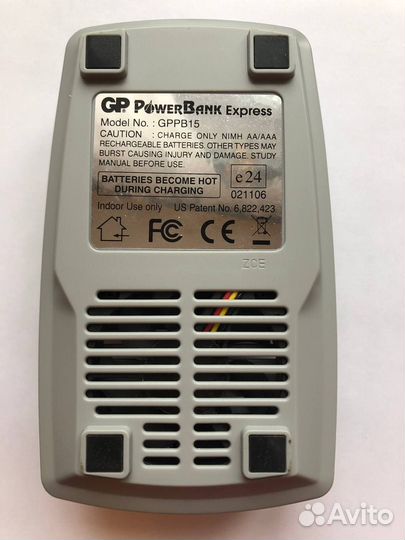 GP POWERBANK Express
Model No. : GPPB15
CAUTION : CHARGE ONLY NIMH AA/AAA
RECHARGEABLE BATTERIES. OTHER TYPES MAY
BURST CAUSING INJURY AND DAMAGE. STUDY
MANUAL BEFORE USE
BATTERIES BECOME HOT
DURING CHARGING
e24
021106
Indoor Use only US Patent No. 6,822,423
FC CE
ZCE
Avito